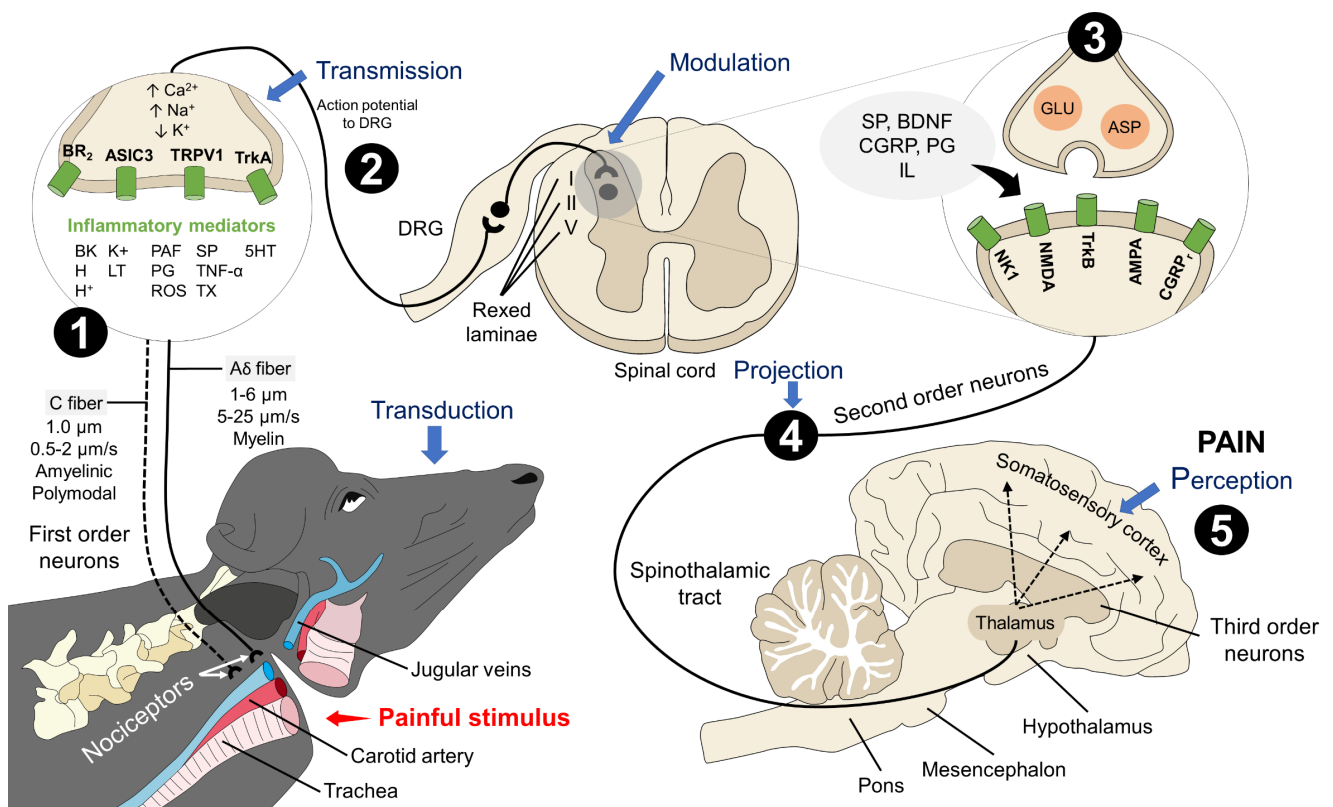 ↑ Ca²⁺
↑ Na⁺
↓ K⁺
BR₂ ASIC3 TRPV1 TrkA
Inflammatory mediators
BK K+ PAF SP 5HT
H LT PG TNF-α
H⁺ ROS TX
1
Transmission
Action potential
to DRG
2
Modulation
DRG
I
II
V
Rexed
laminae
Spinal cord
3
GLU
ASP
SP, BDNF
CGRP, PG
IL
NK1
NMDA
TrkB
AMPA
CGRPr
Aδ fiber
1-6 µm
5-25 µm/s
Myelin
C fiber
1.0 µm
0.5-2 µm/s
Amyelinic
Polymodal
First order
neurons
Transduction
Nociceptors
Jugular veins
Painful stimulus
Carotid artery
Trachea
Projection
4
Second order neurons
Spinothalamic
tract
PAIN
Perception
5
Somatosensory cortex
Thalamus
Third order
neurons
Hypothalamus
Mesencephalon
Pons